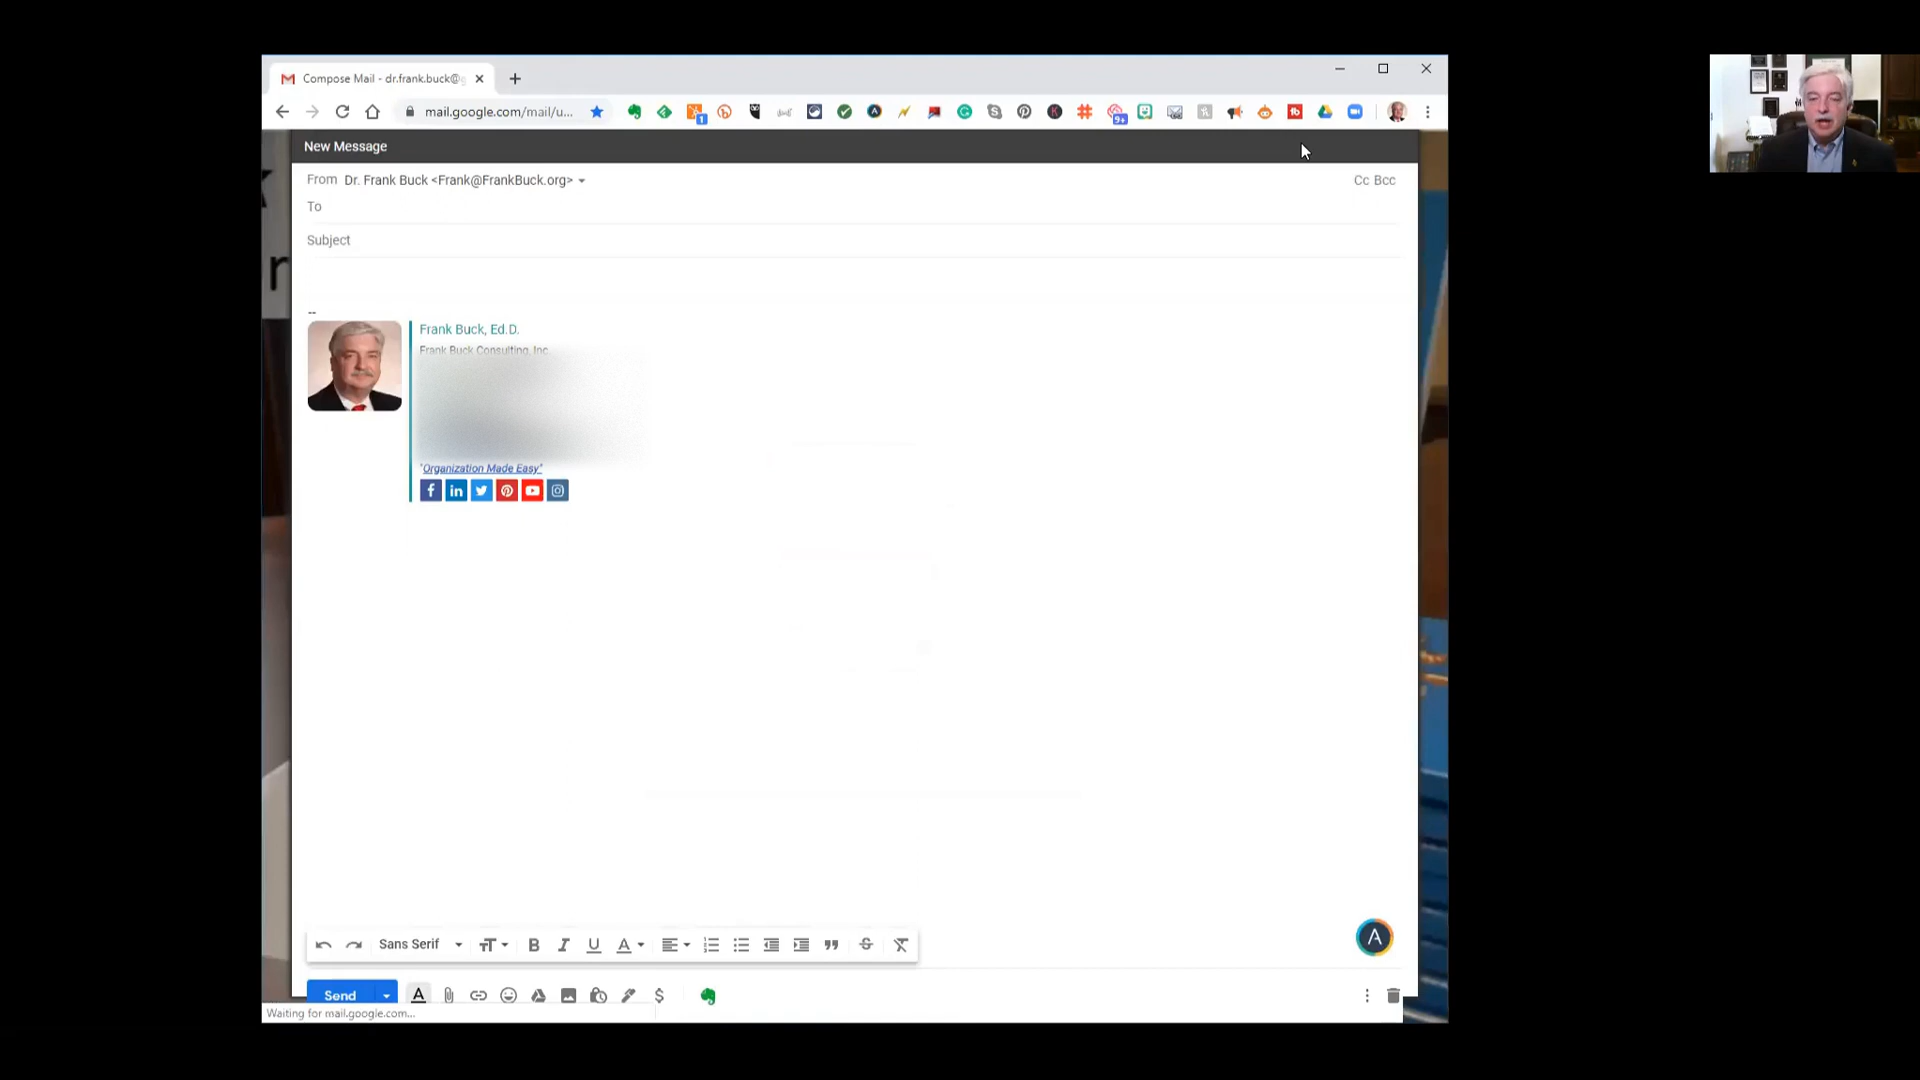 Compose Mail - dr.frank.buck@
mail.google.com/mail/u...
1
9+
New Message
From Dr. Frank Buck <Frank@FrankBuck.org>
Cc Bcc
To
Subject
--
Frank Buck, Ed.D.
Frank Buck Consulting, Inc
"Organization Made Easy"
Sans Serif
Send
Waiting for mail.google.com...